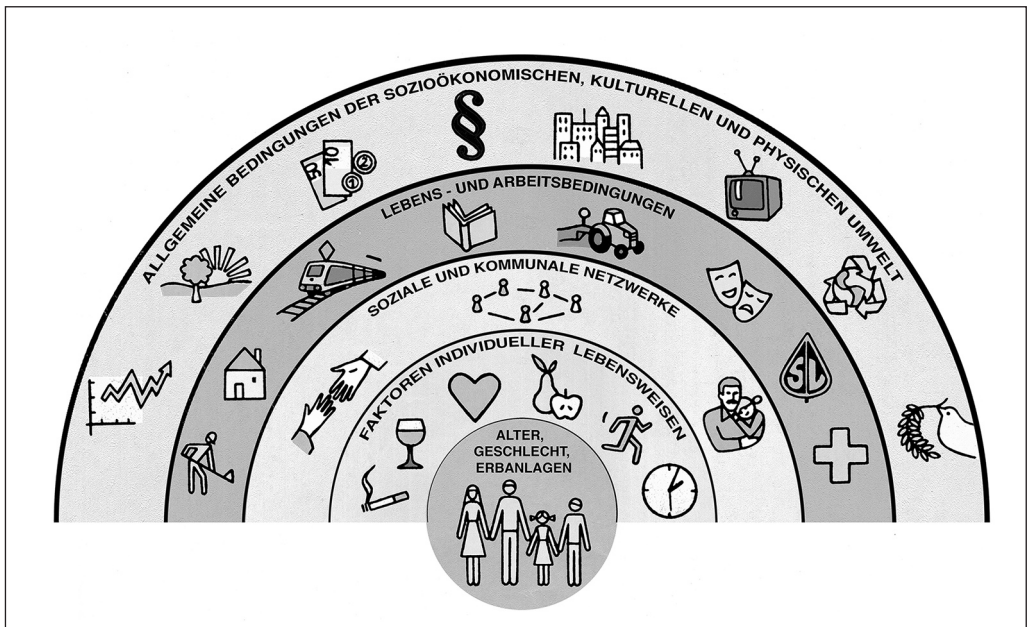 ALLGEMEINE BEDINGUNGEN DER SOZIOÖKONOMISCHEN, KULTURELLEN UND PHYSISCHEN UMWELT
§
LEBENS- UND ARBEITSBEDINGUNGEN
SOZIALE UND KOMMUNALE NETZWERKE
FAKTOREN INDIVIDUELLER LEBENSWEISEN
ALTER,
GESCHLECHT,
ERBANLAGEN